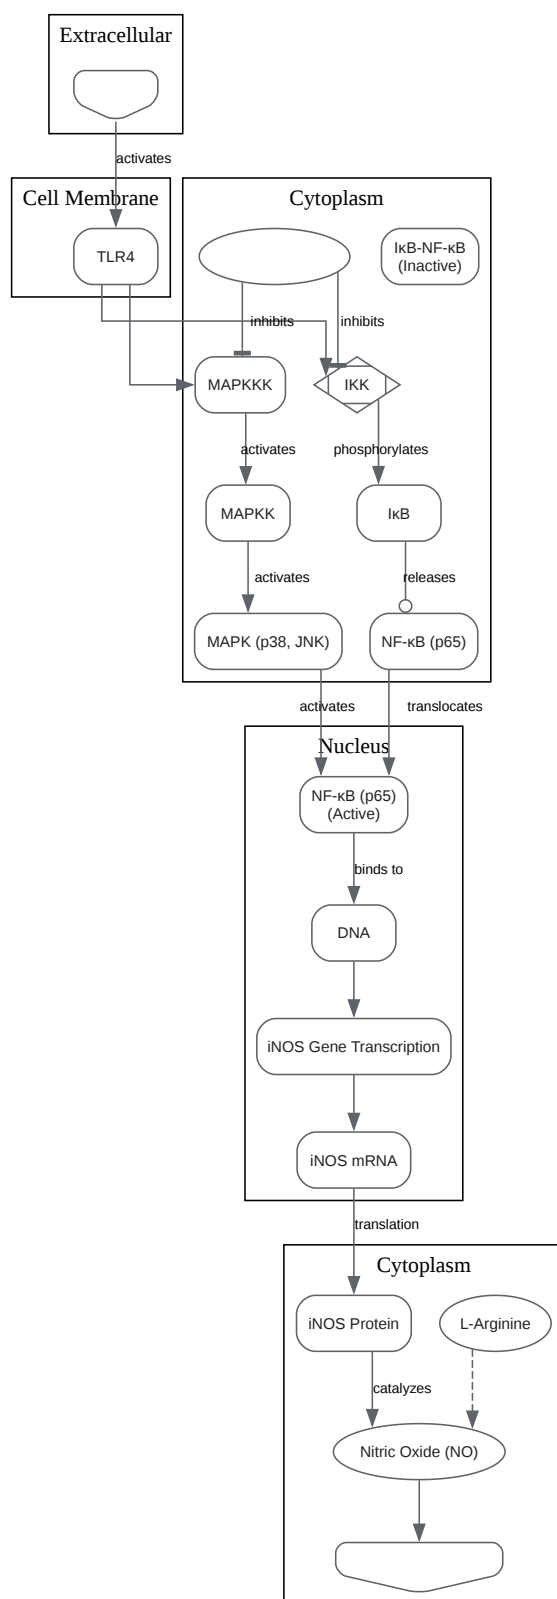 Extracellular
activates
Cell Membrane
TLR4
Cytoplasm
IκB-NF-κB
(Inactive)
inhibits
inhibits
MAPKKK
IKK
activates
phosphorylates
MAPKK
IκB
activates
releases
MAPK (p38, JNK)
NF-κB (p65)
activates
translocates
Nucleus
NF-κB (p65)
(Active)
binds to
DNA
iNOS Gene Transcription
iNOS mRNA
translation
Cytoplasm
iNOS Protein
L-Arginine
catalyzes
Nitric Oxide (NO)